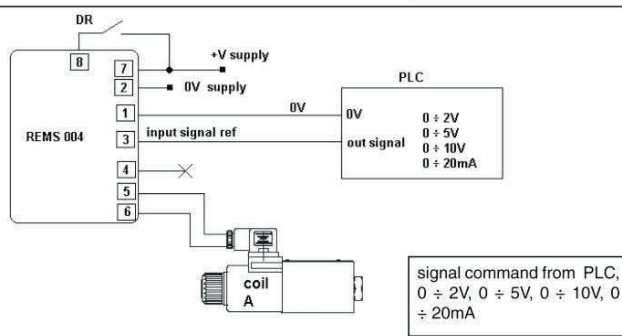 DR
8
7
+V supply
2
0V supply
PLC
1
0V
0V
0 ÷ 2V
0 ÷ 5V
0 ÷ 10V
0 ÷ 20mA
REMS 004
3
input signal ref
out signal
4
5
6
coil
A
signal command from PLC,
0 ÷ 2V, 0 ÷ 5V, 0 ÷ 10V, 0
÷ 20mA